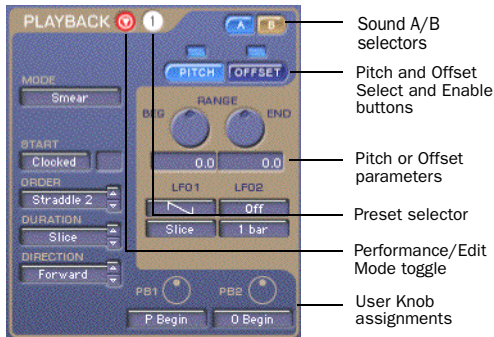 PLAYBACK 1 A B
Sound A/B
selectors
PITCH OFFSET
Pitch and Offset
Select and Enable
buttons
MODE
Smear
RANGE
BEG END
START
Clocked
0.0 0.0
Pitch or Offset
parameters
ORDER
Straddle 2
LFO1 LFO2
Off
Preset selector
DURATION
Slice
Slice 1 bar
Performance/Edit
Mode toggle
DIRECTION
Forward
PB1 PB2
P Begin O Begin
User Knob
assignments